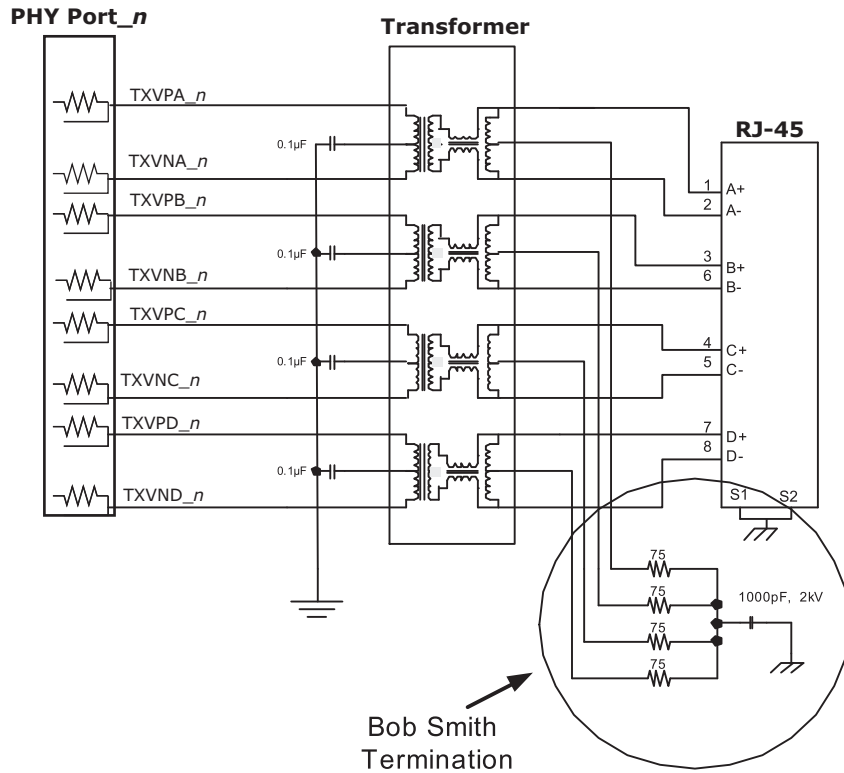 PHY Port_n
Transformer
TXVPA_n
0.1µF
RJ-45
TXVNA_n
1
A+
2
A-
TXVPB_n
0.1µF
3
B+
TXVNB_n
6
B-
TXVPC_n
0.1µF
4
C+
5
C-
TXVNC_n
TXVPD_n
7
D+
8
D-
0.1µF
TXVND_n
S1
S2
75
75
75
75
1000pF, 2kV
Bob Smith
Termination